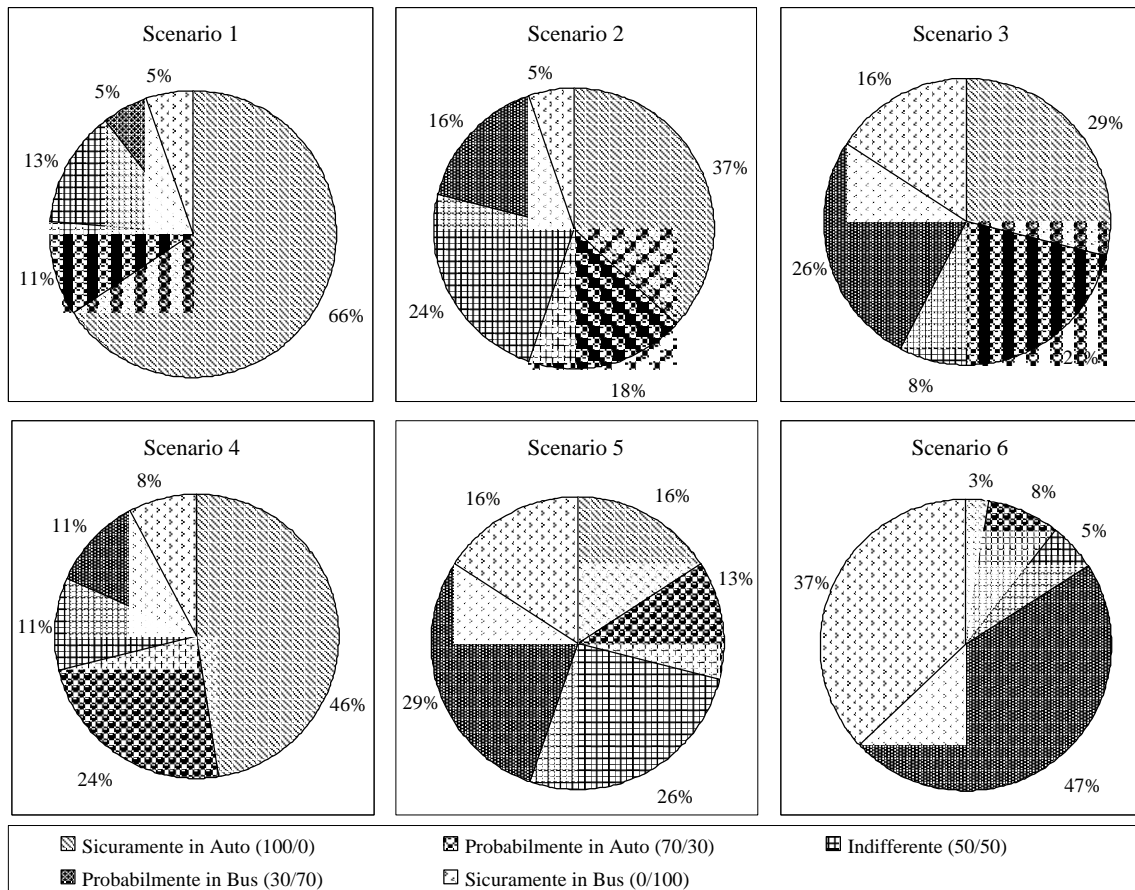 Scenario 1
5%
5%
13%
11%
66%
Scenario 2
5%
16%
37%
24%
18%
Scenario 3
16%
29%
26%
8%
Scenario 4
8%
11%
11%
46%
24%
Scenario 5
16%
16%
13%
29%
26%
Scenario 6
3%
8%
5%
37%
47%
Sicuramente in Auto (100/0)
Probabilmente in Auto (70/30)
Indifferente (50/50)
Probabilmente in Bus (30/70)
Sicuramente in Bus (0/100)